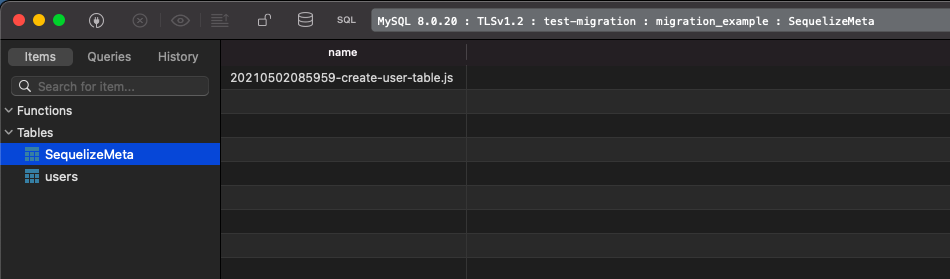 SQL
MySQL 8.0.20 : TLSv1.2 : test-migration : migration_example : SequelizeMeta
Items
Queries
History
Search for item...
Functions
Tables
SequelizeMeta
users
name
20210502085959-create-user-table.js